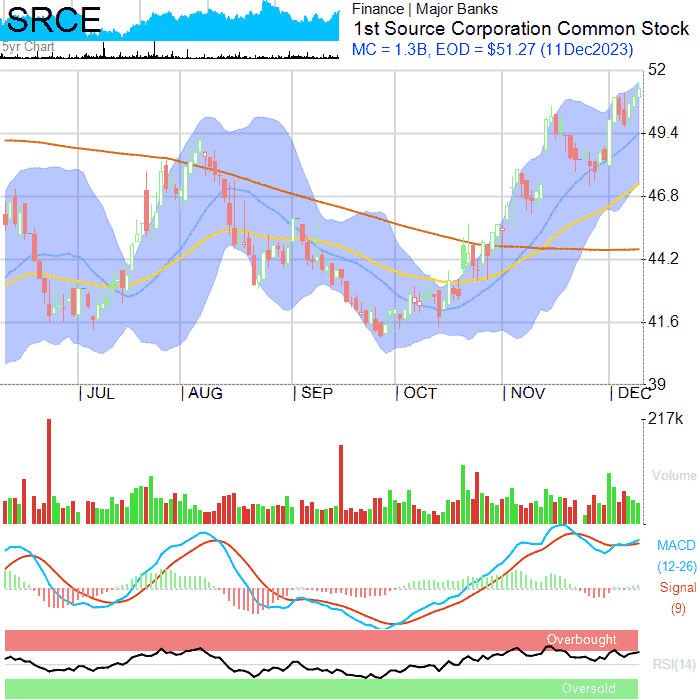 SRCE
5yr Chart
Finance | Major Banks
1st Source Corporation Common Stock
MC = 1.3B, EOD = $51.27 (11Dec2023)
52
49.4
46.8
44.2
41.6
39
| JUL | AUG | SEP | OCT | NOV | DEC
217k
Volume
MACD
(12-26)
Signal
(9)
Overbought
RSI(14)
Oversold